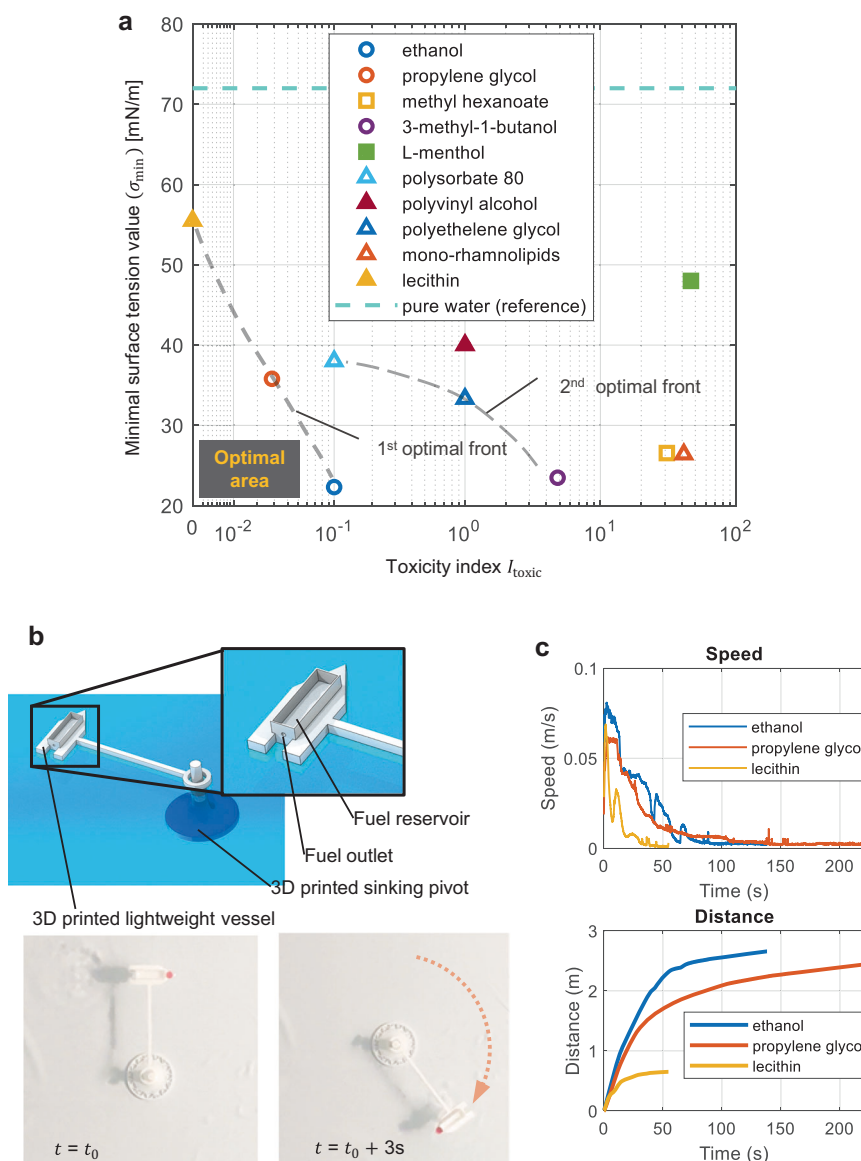 a
Minimal surface tension value (σmin) [mN/m]
80
70
60
50
40
30
20
ethanol
propylene glycol
methyl hexanoate
3-methyl-1-butanol
L-menthol
polysorbate 80
polyvinyl alcohol
polyethelene glycol
mono-rhamnolipids
lecithin
pure water (reference)
2nd optimal front
1st optimal front
Optimal
area
0 10-2 10-1 100 101 102
Toxicity index Itoxic
b
Fuel reservoir
Fuel outlet
3D printed sinking pivot
3D printed lightweight vessel
t = t0
t = t0 + 3s
c
Speed
Speed (m/s)
0.1
0.05
0
ethanol
propylene glyco
lecithin
0 50 100 150 200
Time (s)
Distance
Distance (m)
3
2
1
0
ethanol
propylene glyco
lecithin
0 50 100 150 200
Time (s)